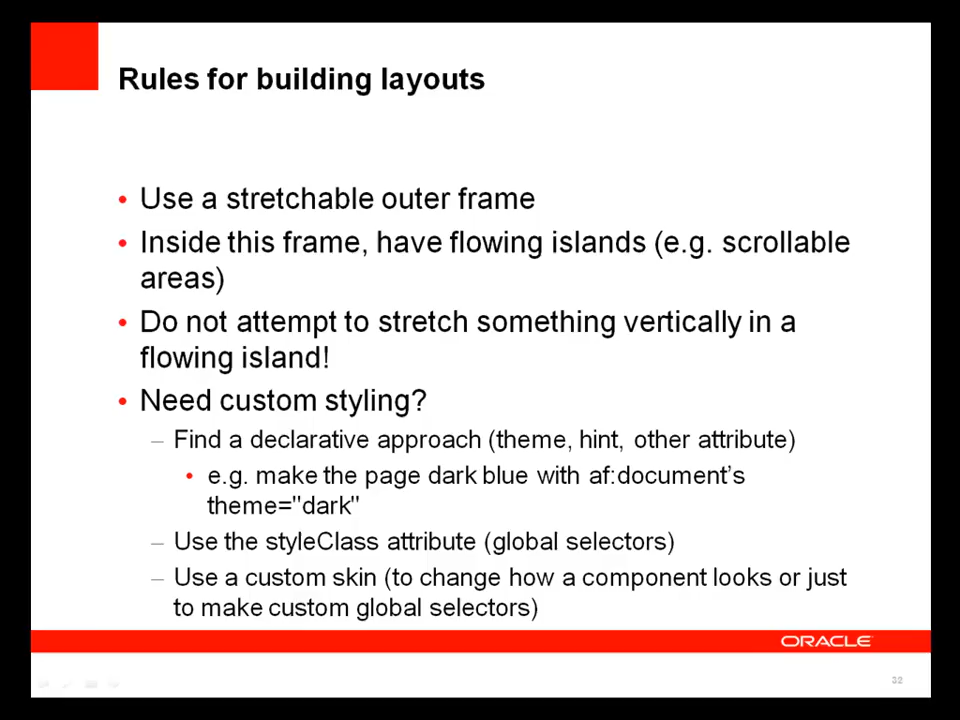 Rules for building layouts
• Use a stretchable outer frame
• Inside this frame, have flowing islands (e.g. scrollable
areas)
• Do not attempt to stretch something vertically in a
flowing island!
• Need custom styling?
– Find a declarative approach (theme, hint, other attribute)
• e.g. make the page dark blue with af:document’s
theme="dark"
– Use the styleClass attribute (global selectors)
– Use a custom skin (to change how a component looks or just
to make custom global selectors)
ORACLE
32